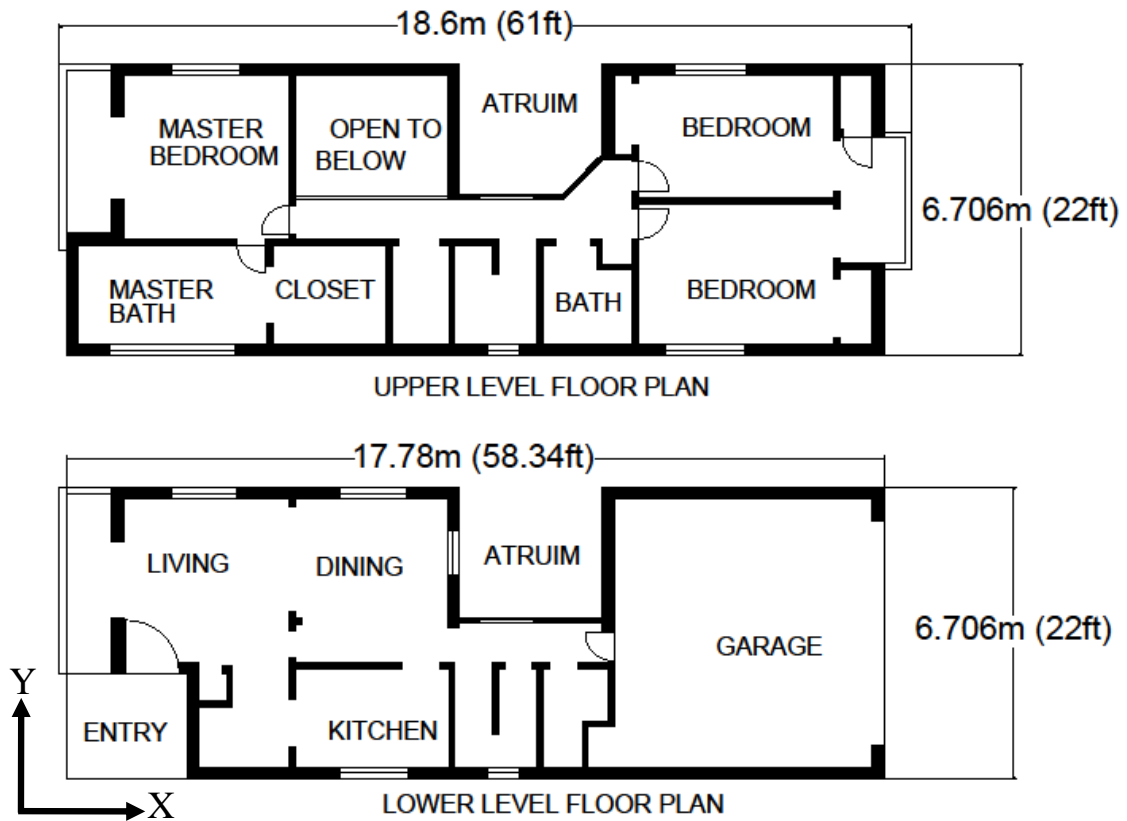 18.6m (61ft)
ATRUIM
MASTER
BEDROOM
OPEN TO
BELOW
BEDROOM
6.706m (22ft)
MASTER
BATH
CLOSET
BATH
BEDROOM
UPPER LEVEL FLOOR PLAN
17.78m (58.34ft)
LIVING
DINING
ATRUIM
GARAGE
6.706m (22ft)
Y
ENTRY
KITCHEN
X
LOWER LEVEL FLOOR PLAN